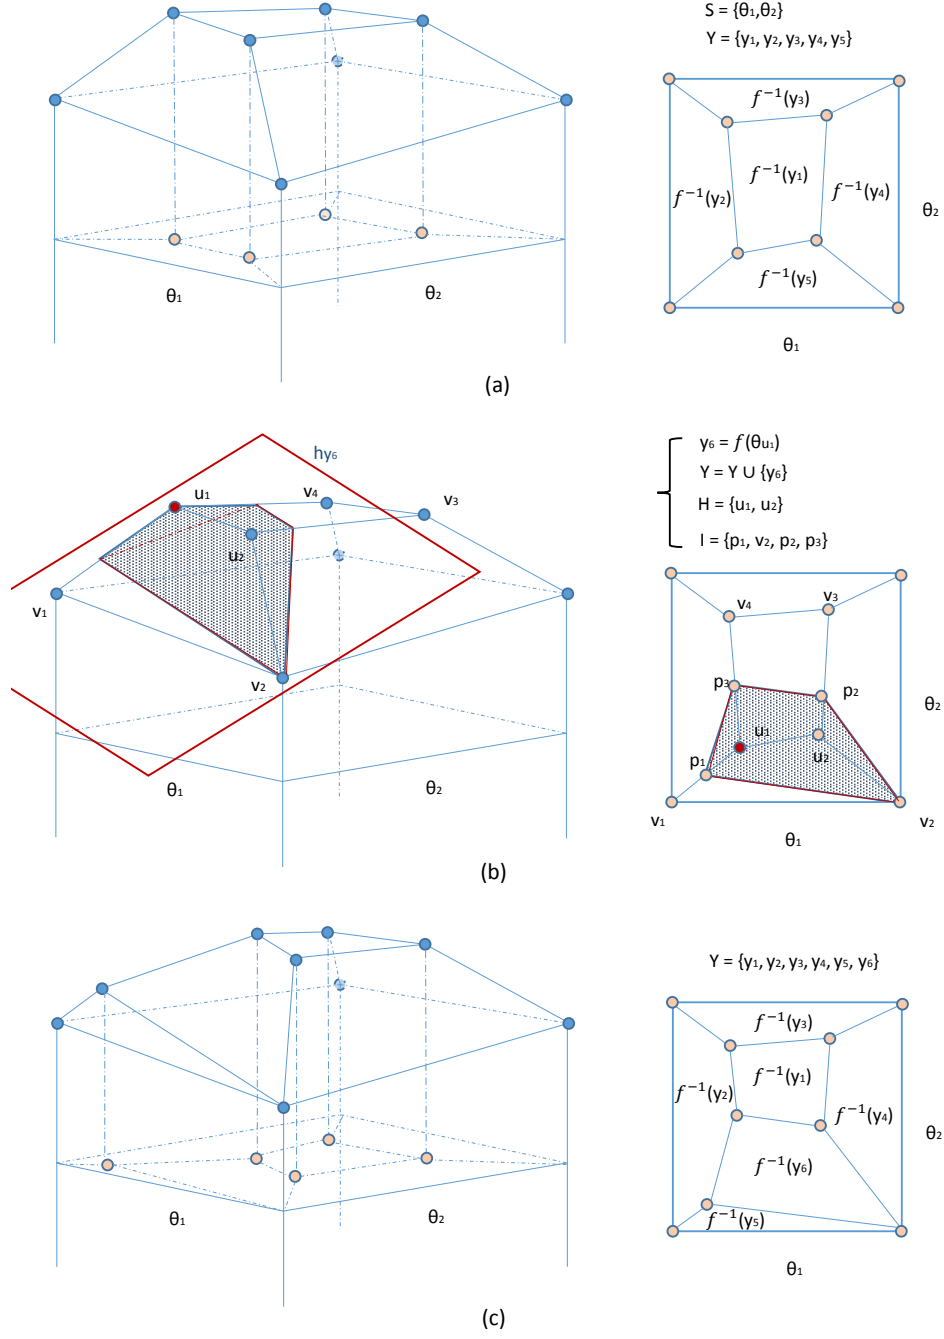 S = {θ₁,θ₂}
Y = {y₁, y₂, y₃, y₄, y₅}
f⁻¹(y₃)
f⁻¹(y₁)
f⁻¹(y₂)
f⁻¹(y₄)
θ₂
f⁻¹(y₅)
θ₁
θ₂
θ₁
(a)
hy₆
u₁
v₄
v₃
u₂
v₁
v₂
θ₁
θ₂
y₆ = f(θu₁)
Y = Y ∪ {y₆}
H = {u₁, u₂}
I = {p₁, v₂, p₂, p₃}
v₄
v₃
p₃
p₂
θ₂
u₁
u₂
p₁
v₁
v₂
θ₁
(b)
Y = {y₁, y₂, y₃, y₄, y₅, y₆}
f⁻¹(y₃)
f⁻¹(y₁)
f⁻¹(y₂)
f⁻¹(y₄)
θ₂
f⁻¹(y₆)
f⁻¹(y₅)
θ₁
θ₁
θ₂
(c)